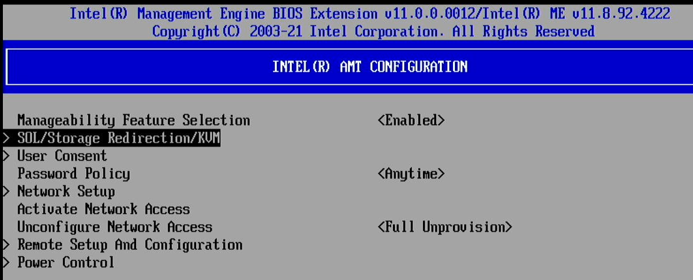 Intel(R) Management Engine BIOS Extension v11.0.0.0012/Intel(R) ME v11.8.92.4222
Copyright(C) 2003-21 Intel Corporation. All Rights Reserved
INTEL(R) AMT CONFIGURATION
Manageability Feature Selection <Enabled>
> SOL/Storage Redirection/KVM
> User Consent
Password Policy <Anytime>
> Network Setup
Activate Network Access
Unconfigure Network Access <Full Unprovision>
> Remote Setup And Configuration
> Power Control